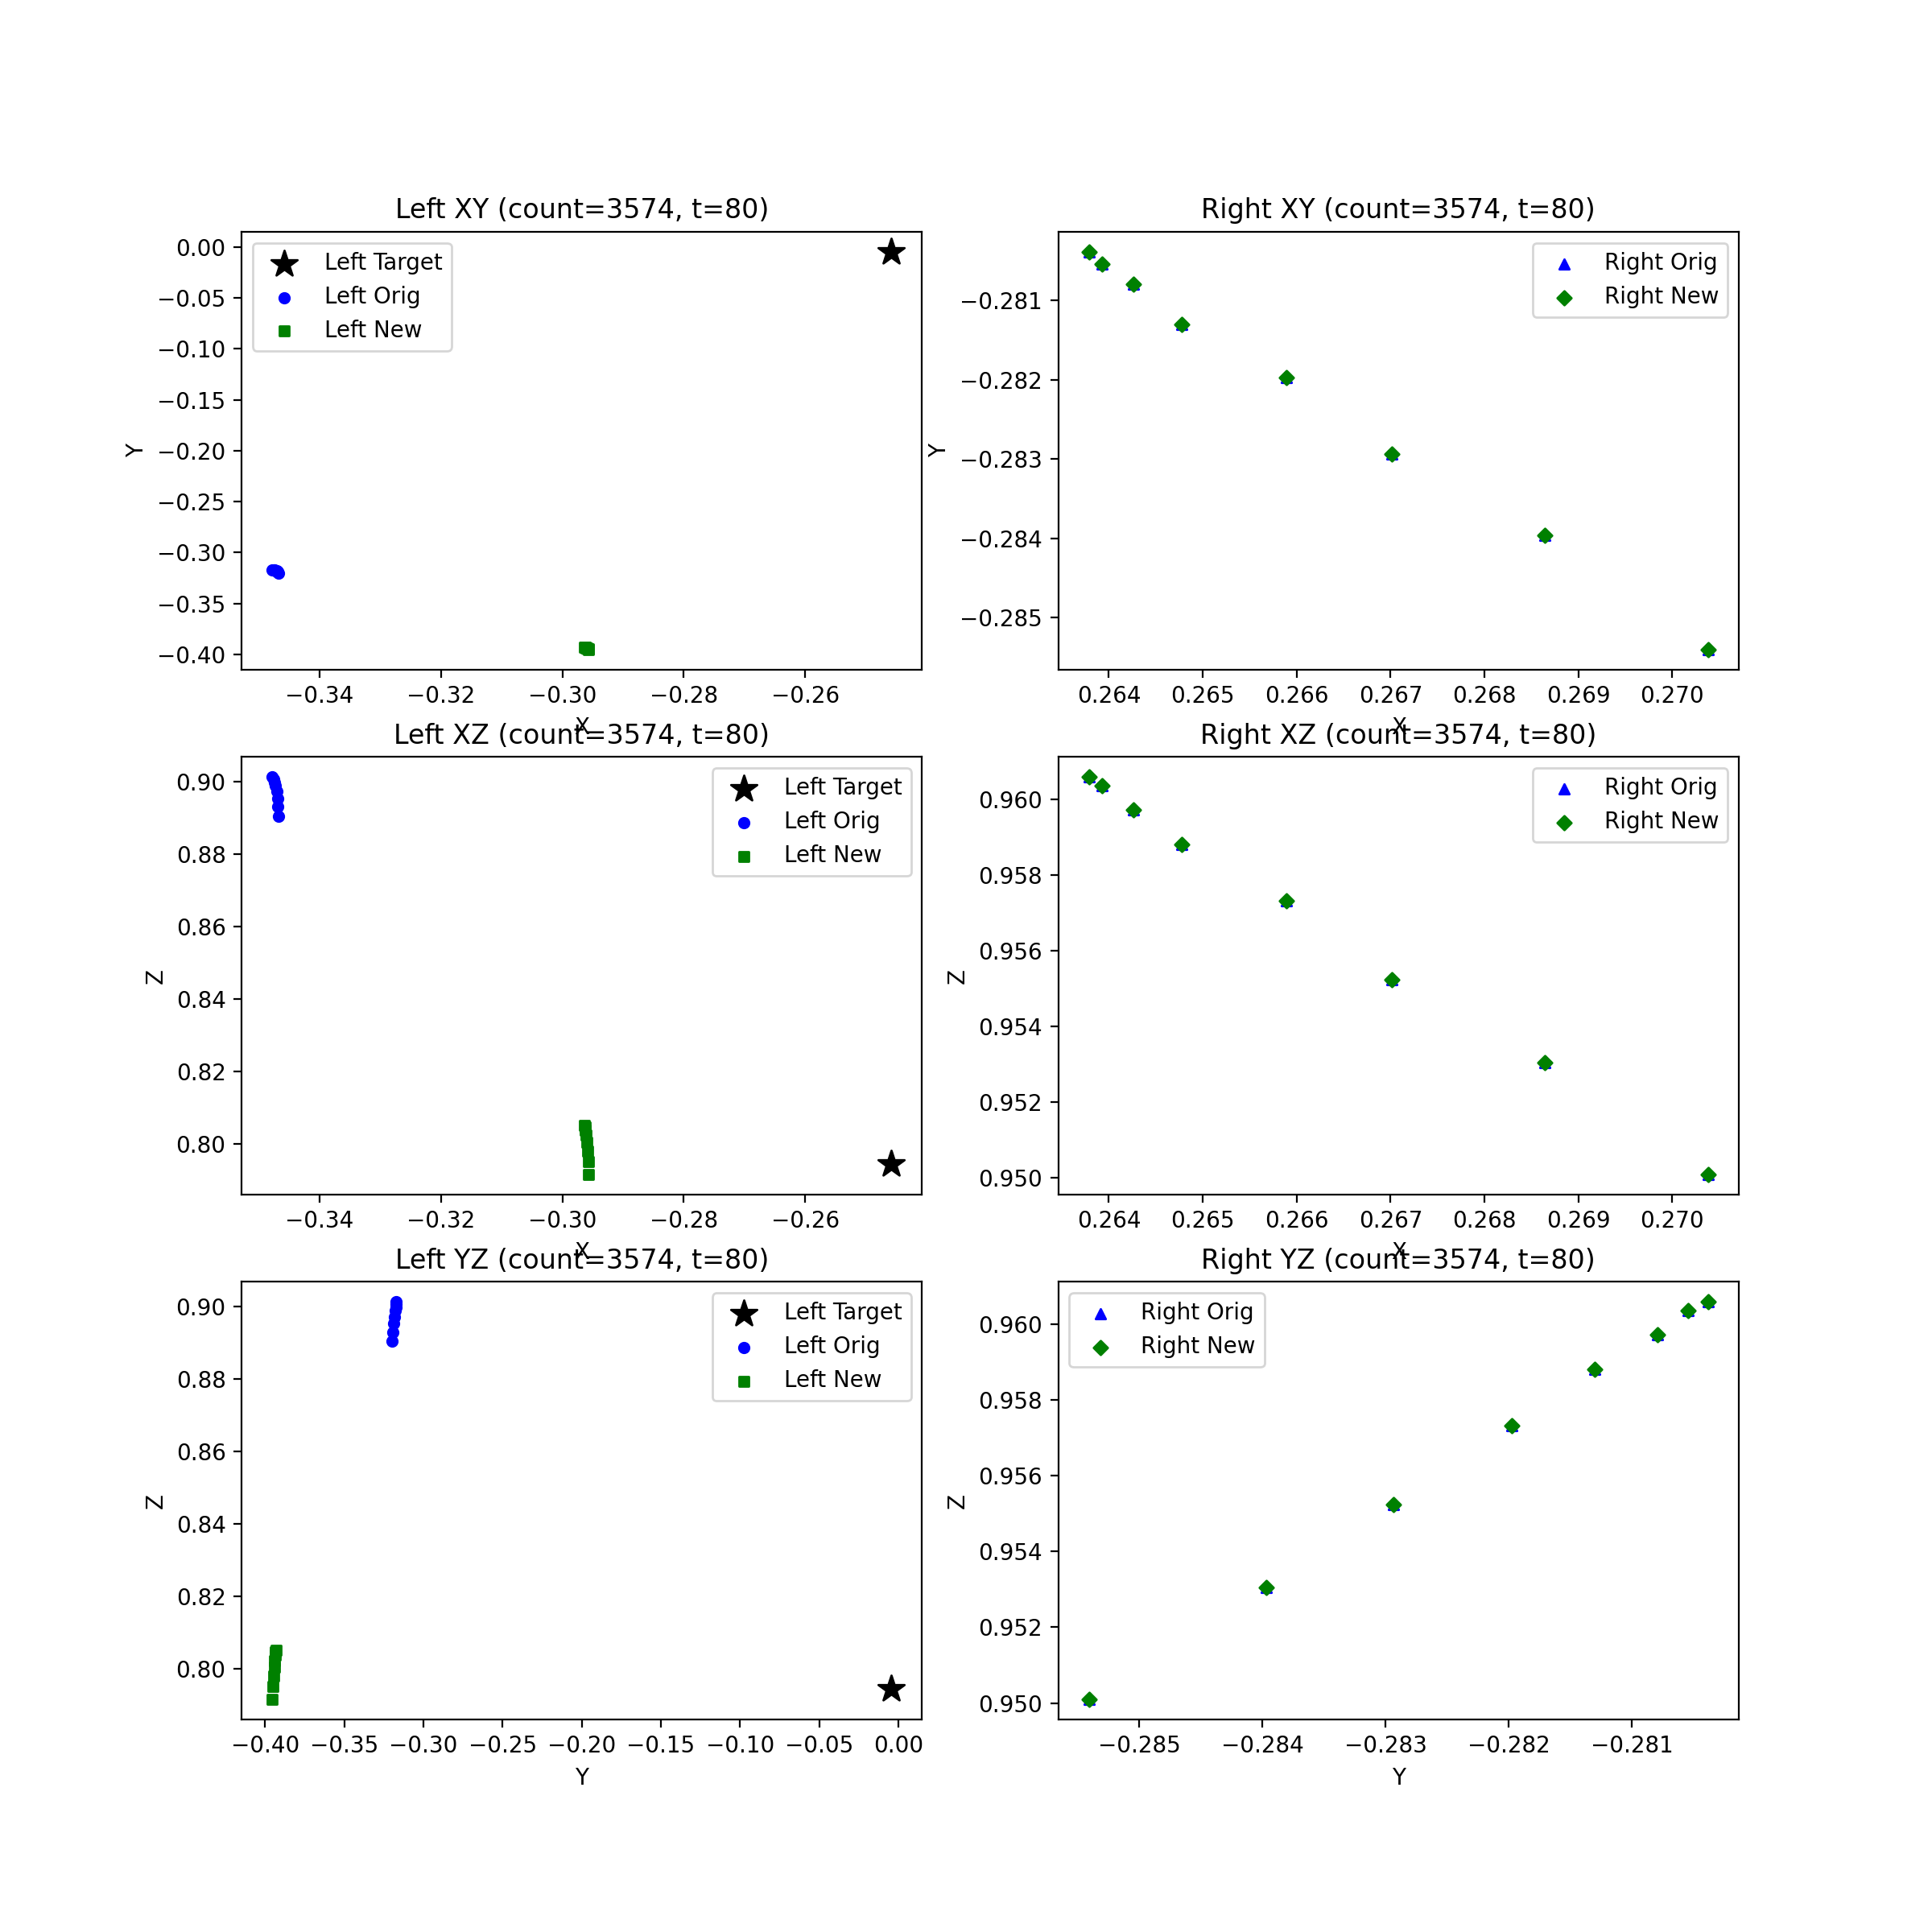 Left XY (count=3574, t=80)
Right XY (count=3574, t=80)
0.00
−0.05
−0.10
−0.15
−0.20
−0.25
−0.30
−0.35
−0.40
Y
Left Target
Left Orig
Left New
−0.34
−0.32
−0.30
−0.28
−0.26
X
−0.281
−0.282
−0.283
−0.284
−0.285
Y
Right Orig
Right New
0.264
0.265
0.266
0.267
0.268
0.269
0.270
X
Left XZ (count=3574, t=80)
Right XZ (count=3574, t=80)
0.90
0.88
0.86
0.84
0.82
0.80
Z
Left Target
Left Orig
Left New
−0.34
−0.32
−0.30
−0.28
−0.26
X
0.960
0.958
0.956
0.954
0.952
0.950
Z
Right Orig
Right New
0.264
0.265
0.266
0.267
0.268
0.269
0.270
X
Left YZ (count=3574, t=80)
Right YZ (count=3574, t=80)
0.90
0.88
0.86
0.84
0.82
0.80
Z
Left Target
Left Orig
Left New
−0.40
−0.35
−0.30
−0.25
−0.20
−0.15
−0.10
−0.05
0.00
Y
0.960
0.958
0.956
0.954
0.952
0.950
Z
Right Orig
Right New
−0.285
−0.284
−0.283
−0.282
−0.281
Y